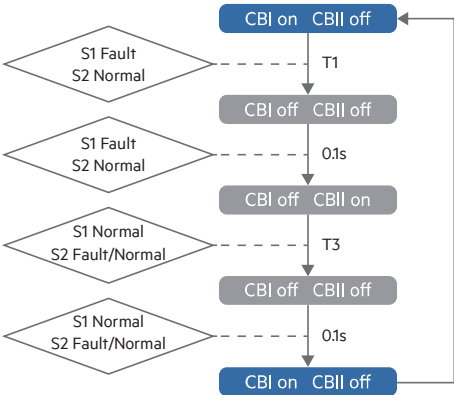 CBI on CBII off
S1 Fault
S2 Normal
T1
CBI off CBII off
S1 Fault
S2 Normal
0.1s
CBI off CBII on
S1 Normal
S2 Fault/Normal
T3
CBI off CBII off
S1 Normal
S2 Fault/Normal
0.1s
CBI on CBII off